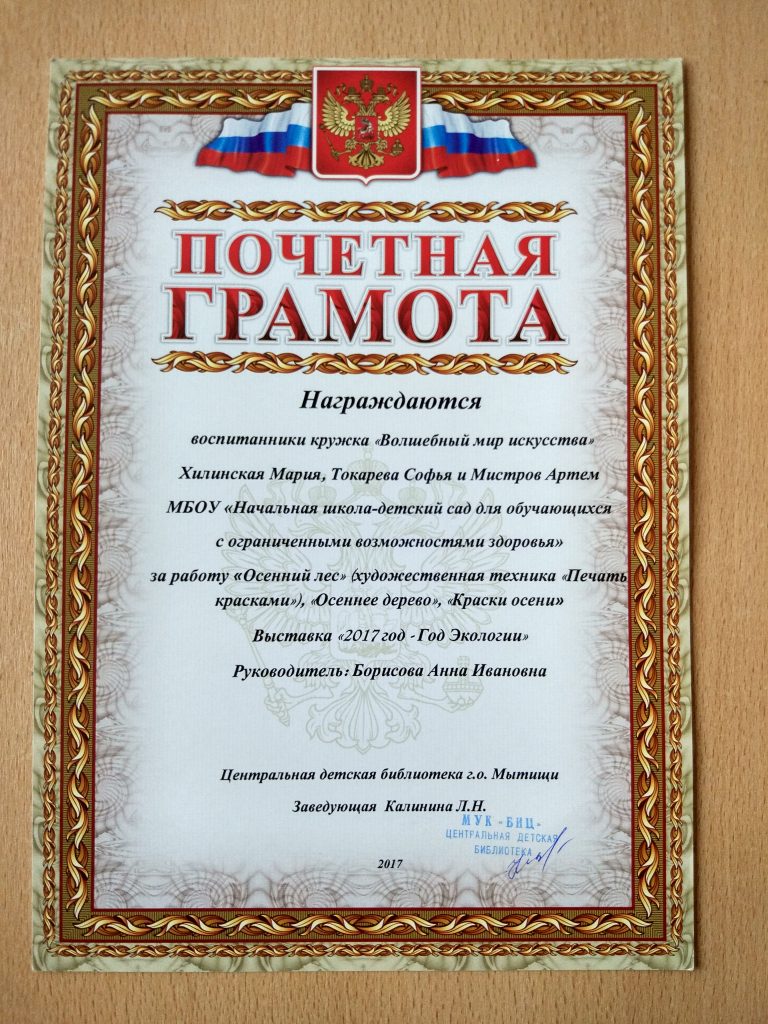 ПОЧЕТНАЯ
ГРАМОТА
Награждаются
воспитанники кружка «Волшебный мир искусства»
Хилинская Мария, Токарева Софья и Мистров Артем
МБОУ «Начальная школа-детский сад для обучающихся
с ограниченными возможностями здоровья»
за работу «Осенний лес» (художественная техника «Печать
красками»), «Осеннее дерево», «Краски осени»
Выставка «2017 год - Год Экологии»
Руководитель: Борисова Анна Ивановна
Центральная детская библиотека г.о. Мытищи
Заведующая Калинина Л.Н.
МУК «БИЦ»
ЦЕНТРАЛЬНАЯ ДЕТСКАЯ
БИБЛИОТЕКА
2017